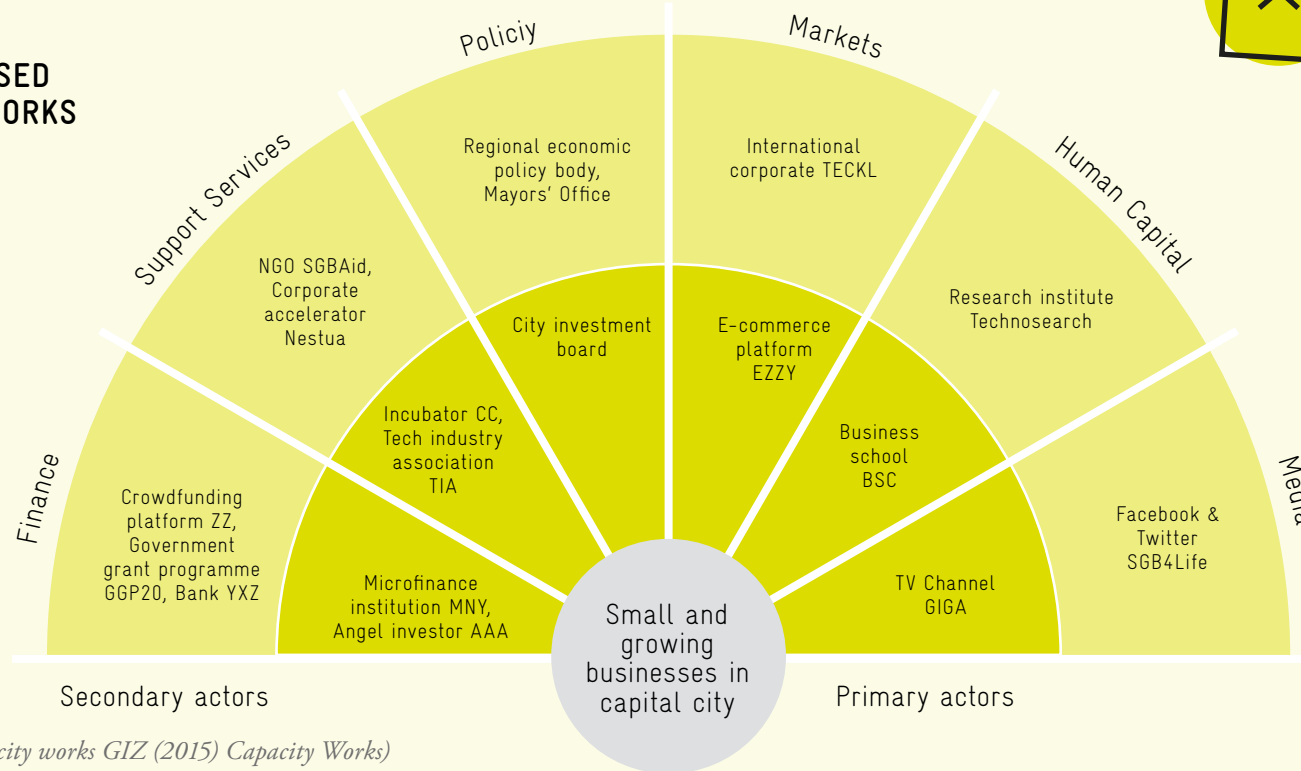 SED
ORKS
Policiy
Markets
Support Services
Human Capital
Finance
Media
Regional economic
policy body,
Mayors' Office
International
corporate TECKL
NGO SGBAid,
Corporate
accelerator
Nestua
Research institute
Technosearch
City investment
board
E-commerce
platform
EZZY
Incubator CC,
Tech industry
association
TIA
Business
school
BSC
Crowdfunding
platform ZZ,
Government
grant programme
GGP20, Bank YXZ
Facebook &
Twitter
SGB4Life
Microfinance
institution MNY,
Angel investor AAA
TV Channel
GIGA
Small and
growing
businesses in
capital city
Secondary actors
Primary actors
city works GIZ (2015) Capacity Works)